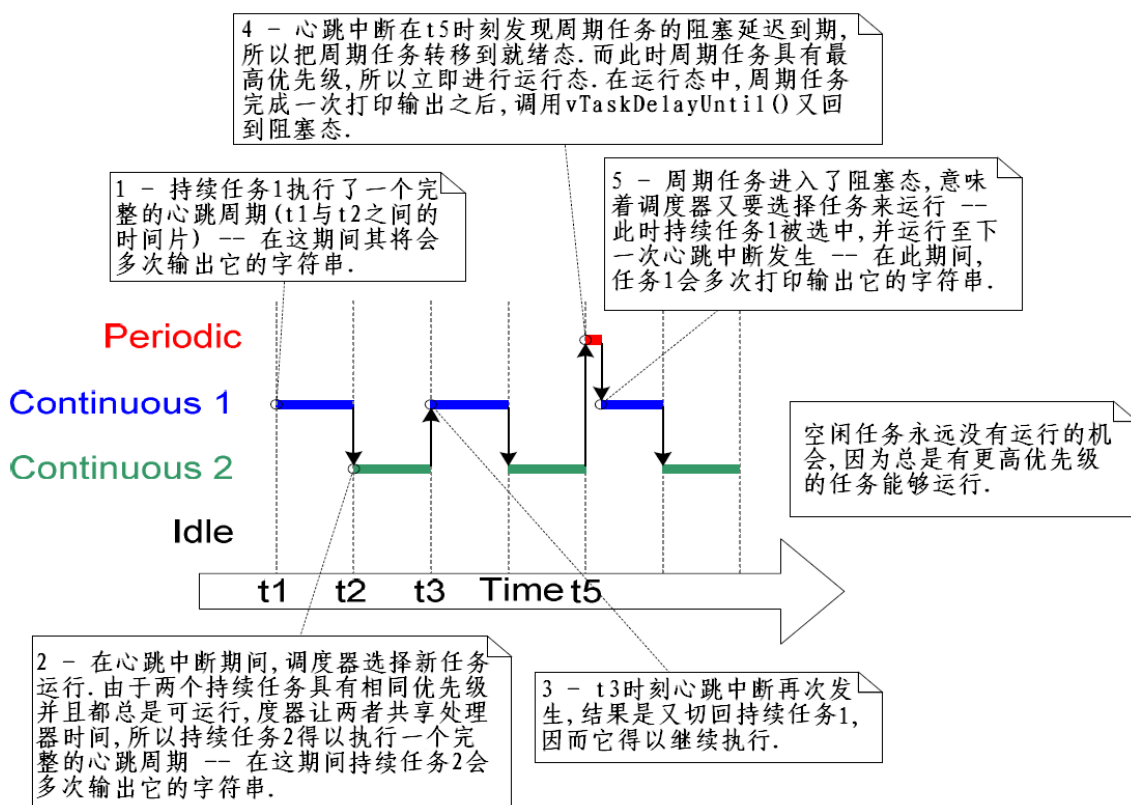 4 - 心跳中断在t5时刻发现周期任务的阻塞延迟到期,
所以把周期任务转移到就绪态.而此时周期任务具有最
高优先级,所以立即进行运行态.在运行态中,周期任务
完成一次打印输出之后,调用vTaskDelayUntil()又回
到阻塞态.
1 - 持续任务1执行了一个完
整的心跳周期(t1与t2之间的
时间片) -- 在这期间其将会
多次输出它的字符串.
5 - 周期任务进入了阻塞态,意味
着调度器又要选择任务来运行 --
此时持续任务1被选中,并运行至下
一次心跳中断发生 -- 在此期间,
任务1会多次打印输出它的字符串.
Periodic
Continuous 1
Continuous 2
Idle
空闲任务永远没有运行的机
会,因为总是有更高优先级
的任务能够运行.
t1 t2 t3 Time t5
2 - 在心跳中断期间,调度器选择新任务
运行.由于两个持续任务具有相同优先级
并且都总是可运行,度器让两者共享处理
器时间,所以持续任务2得以执行一个完
整的心跳周期 -- 在这期间持续任务2会
多次输出它的字符串.
3 - t3时刻心跳中断再次发
生,结果是又切回持续任务1,
因而它得以继续执行.